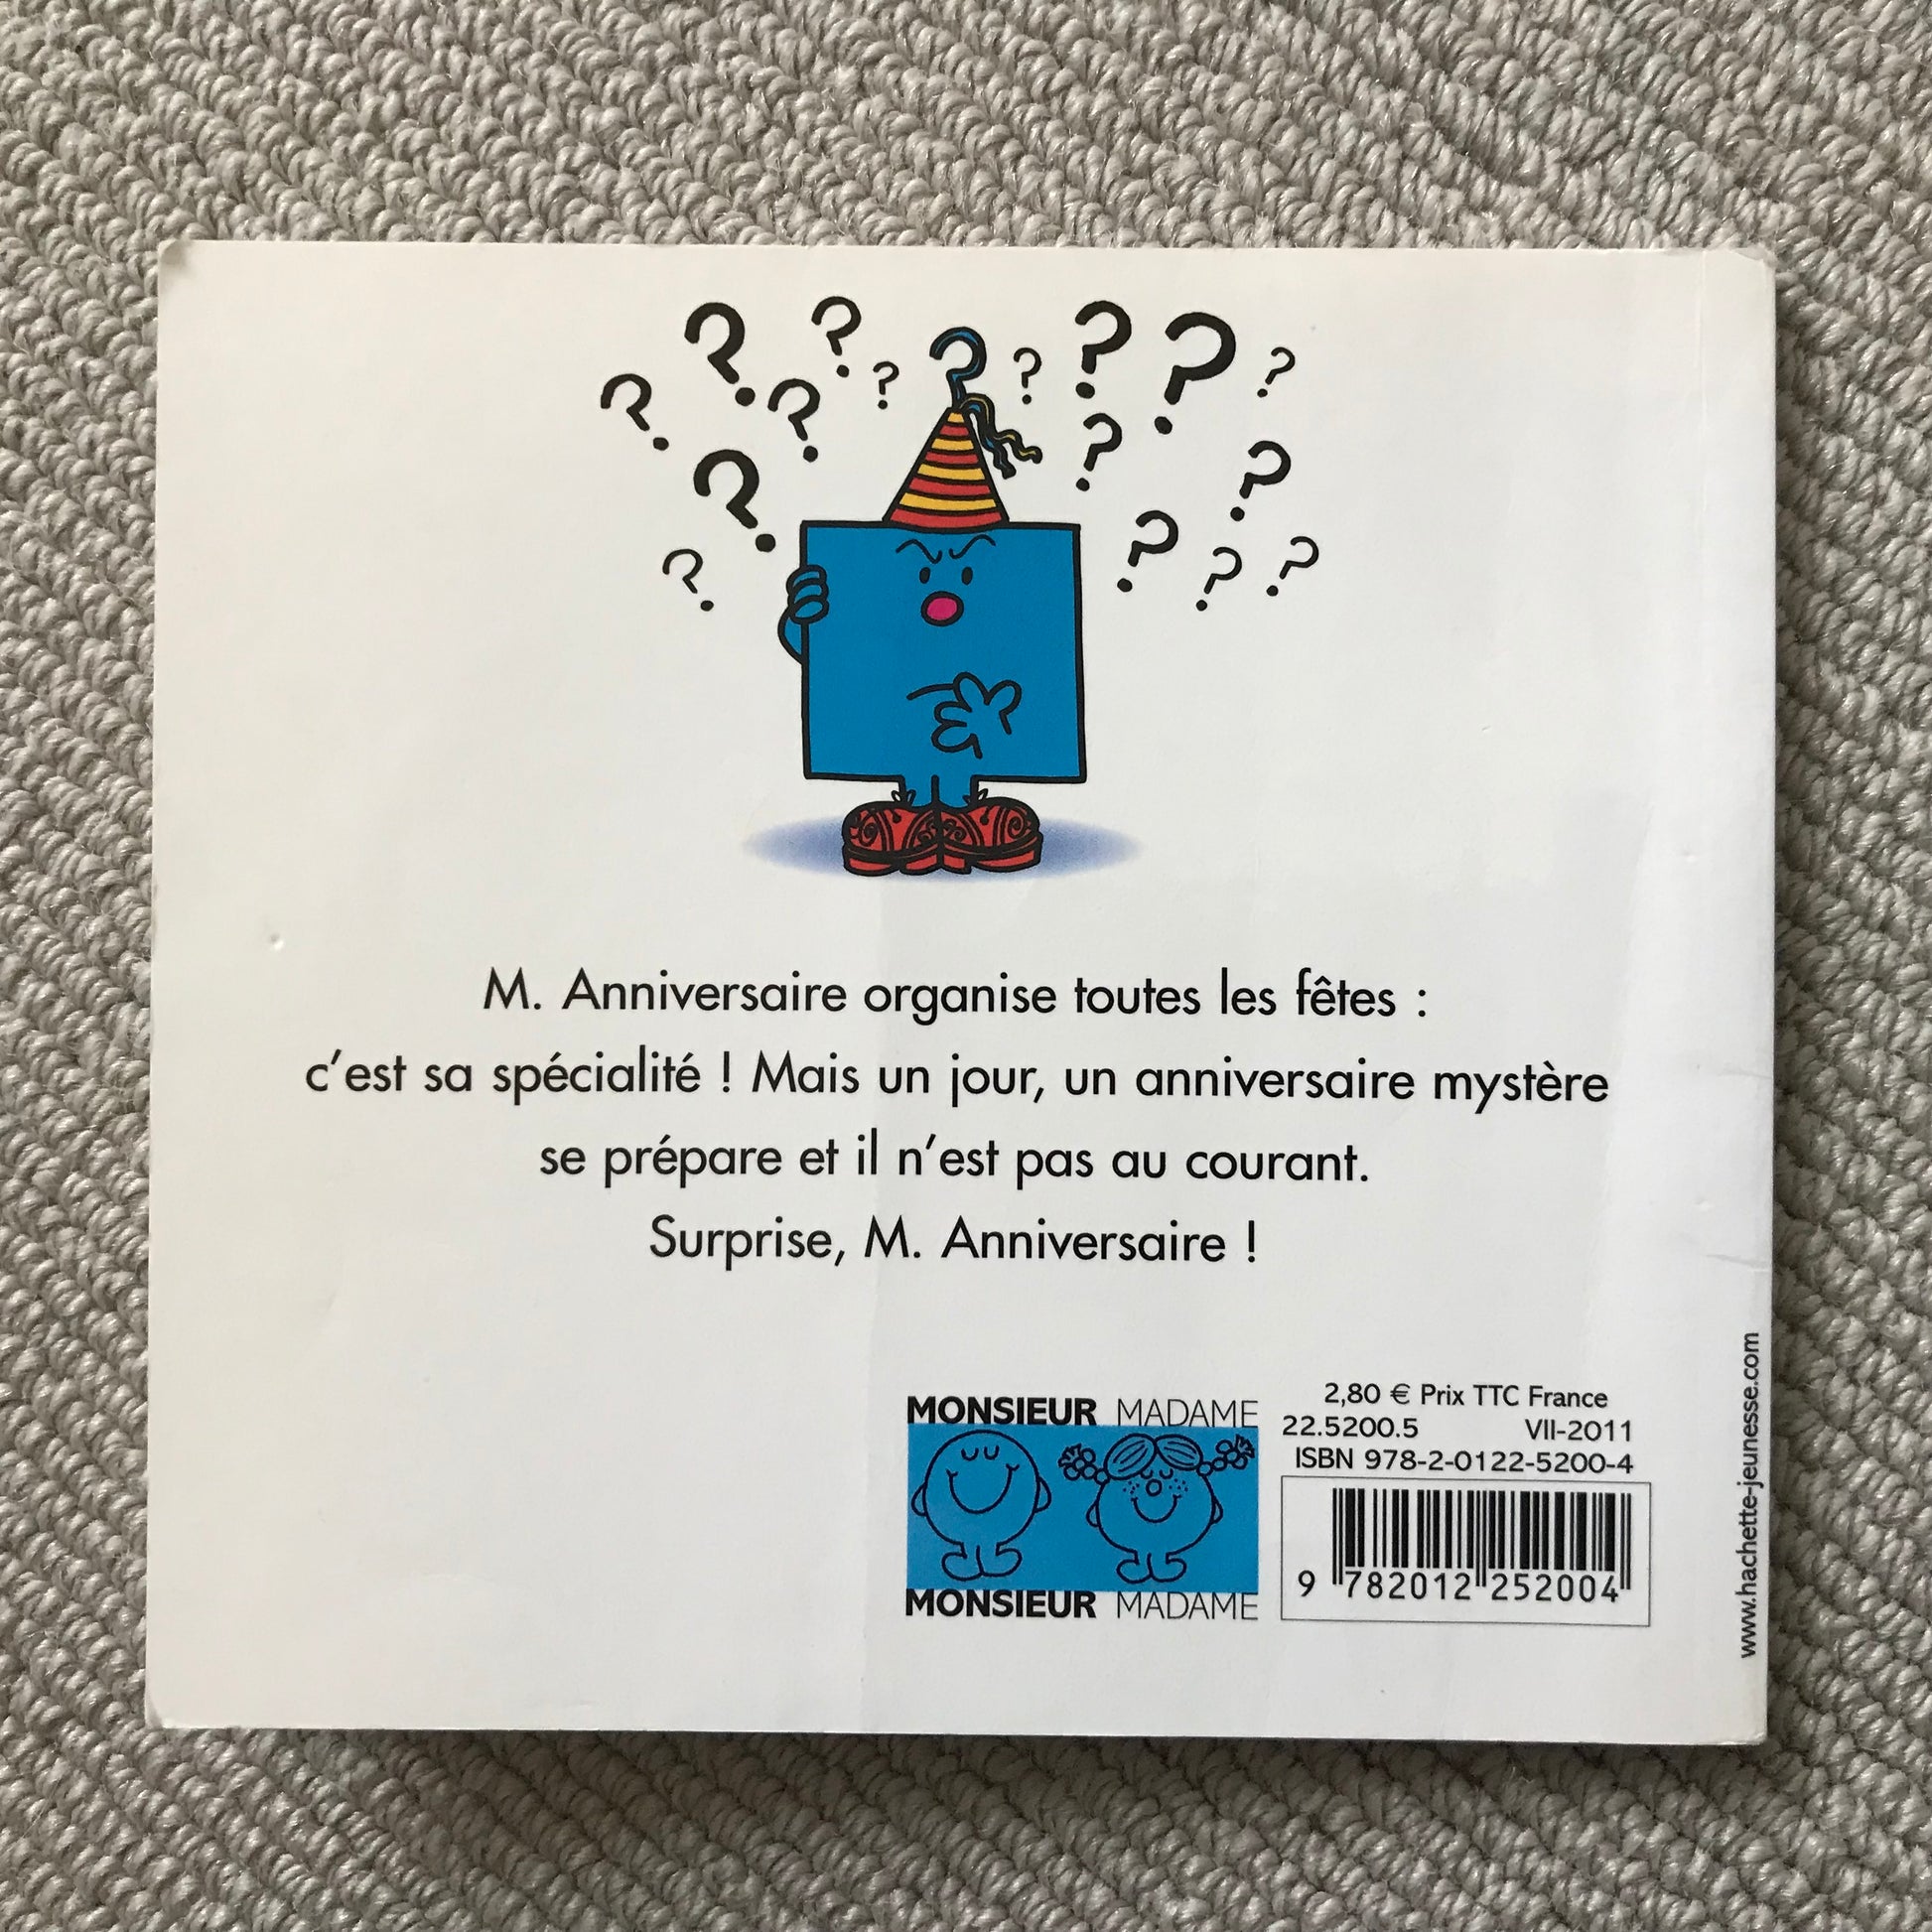 M. Anniversaire organise toutes les fêtes :
c'est sa spécialité ! Mais un jour, un anniversaire mystère
se prépare et il n'est pas au courant.
Surprise, M. Anniversaire !
MONSIEUR MADAME
MONSIEUR MADAME
2,80 € Prix TTC France
22.5200.5 VII-2011
ISBN 978-2-0122-5200-4
9 782012 252004
www.hachette-jeunesse.com